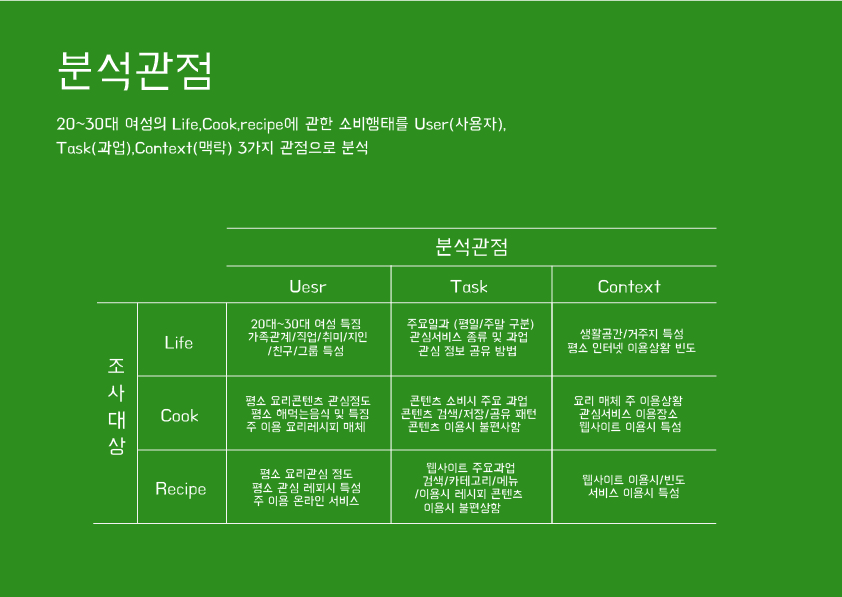 분석관점
20~30대 여성의 Life,Cook,recipe에 관한 소비행태를 User(사용자),
Task(과업),Context(맥락) 3가지 관점으로 분석
분석관점
Uesr
Task
Context
조사대상
Life
20대~30대 여성 특징
가족관계/직업/취미/지인
/친구/그룹 특성
주요일과 (평일/주말 구분)
관심서비스 종류 및 과업
관심 정보 공유 방법
생활공간/거주지 특성
평소 인터넷 이용상황 빈도
Cook
평소 요리콘텐츠 관심정도
평소 해먹는음식 및 특징
주 이용 요리레시피 매체
콘텐츠 소비시 주요 과업
콘텐츠 검색/저장/공유 패턴
콘텐츠 이용시 불편사항
요리 매체 주 이용상황
관심서비스 이용장소
웹사이트 이용시 특성
Recipe
평소 요리관심 정도
평소 관심 레피시 특성
주 이용 온라인 서비스
웹사이트 주요과업
검색/카테고리/메뉴
/이용시 레시피 콘텐츠
이용시 불편상항
웹사이트 이용시/빈도
서비스 이용시 특성